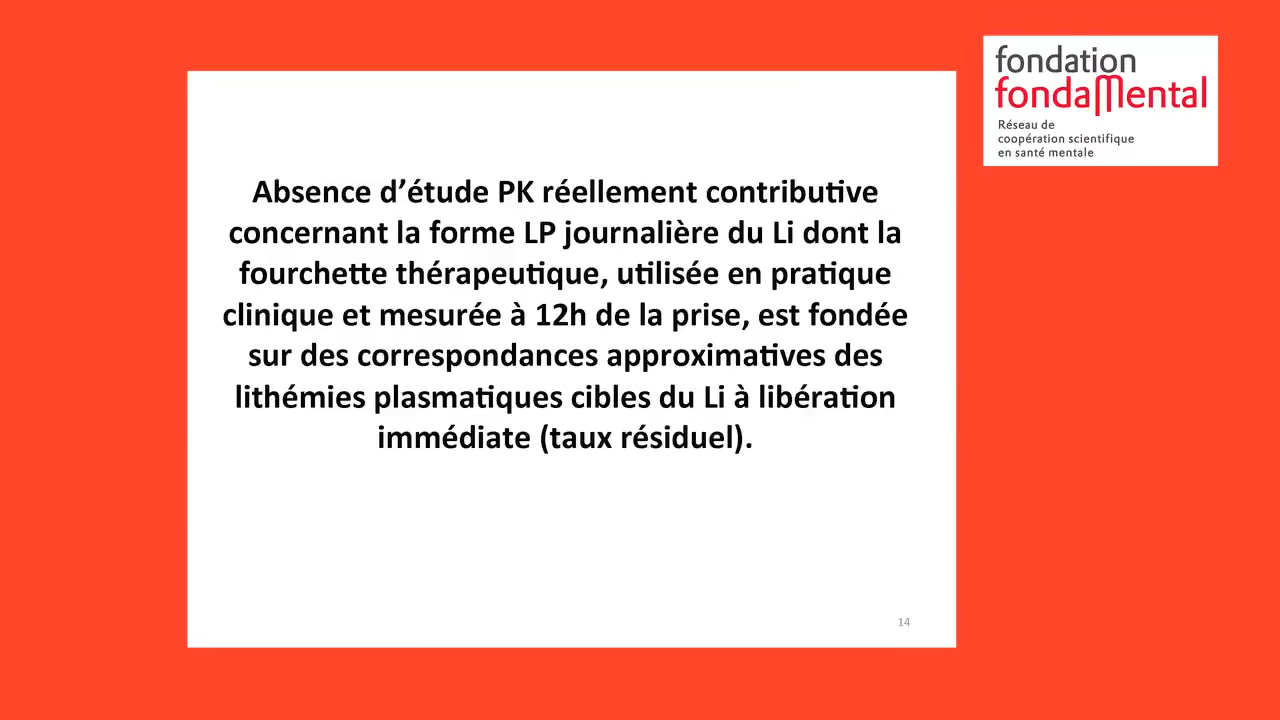 fondation
fondaMental
Réseau de
coopération scientifique
en santé mentale
Absence d’étude PK réellement contributive
concernant la forme LP journalière du Li dont la
fourchette thérapeutique, utilisée en pratique
clinique et mesurée à 12h de la prise, est fondée
sur des correspondances approximatives des
lithémies plasmatiques cibles du Li à libération
immédiate (taux résiduel).
14